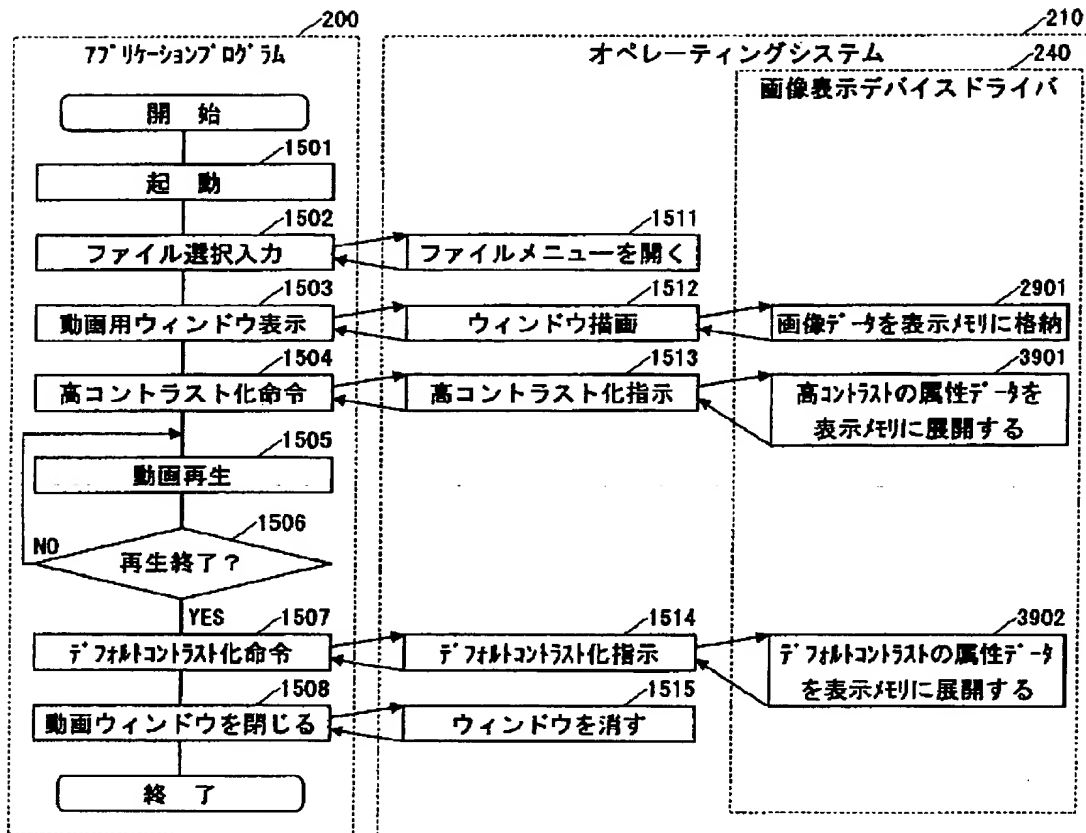 200
アプリケーションプログラム
210
オペレーティングシステム
240
画像表示デバイスドライバ
開 始
1501
起 動
1502
ファイル選択入力
1511
ファイルメニューを開く
1503
動画用ウィンドウ表示
1512
ウィンドウ描画
2901
画像データを表示メモリに格納
1504
高コントラスト化命令
1513
高コントラスト化指示
3901
高コントラストの属性データを
表示メモリに展開する
1505
動画再生
1506
再生終了?
NO
YES
1507
デフォルトコントラスト化命令
1514
デフォルトコントラスト化指示
3902
デフォルトコントラストの属性データ
を表示メモリに展開する
1508
動画ウィンドウを閉じる
1515
ウィンドウを消す
終 了